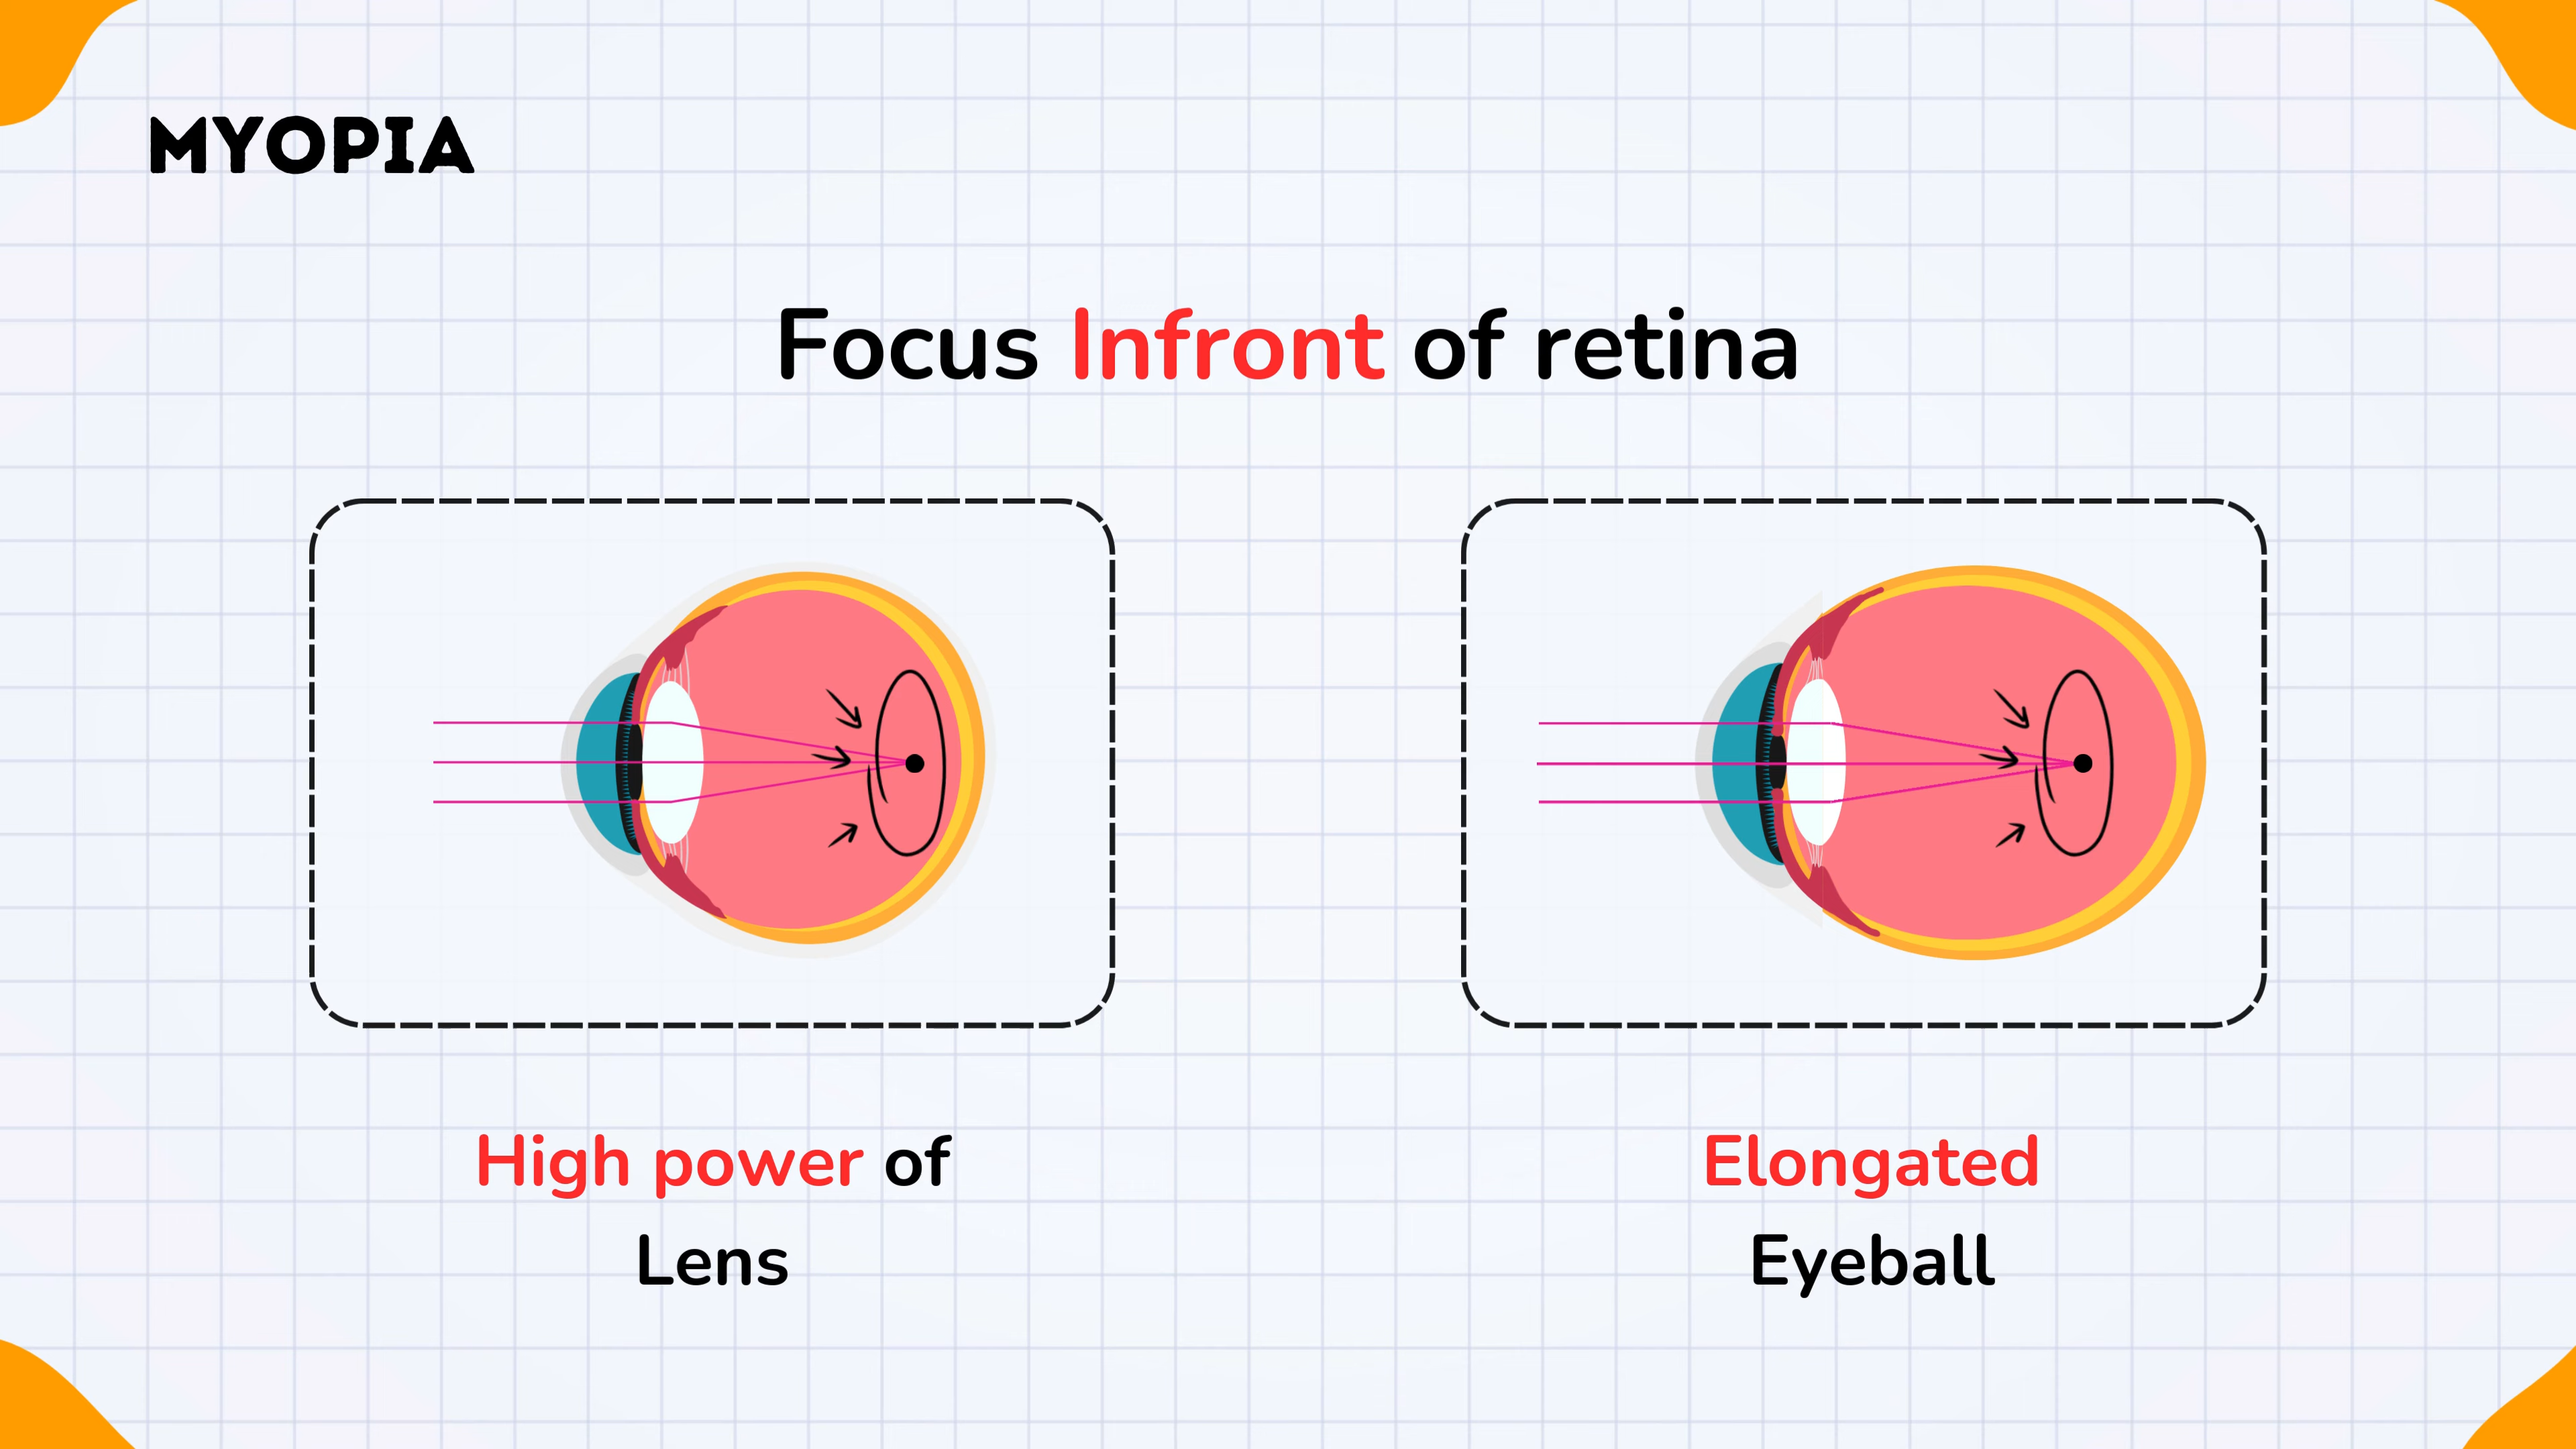 MYOPIA
Focus Infront of retina
High power of
Lens
Elongated
Eyeball